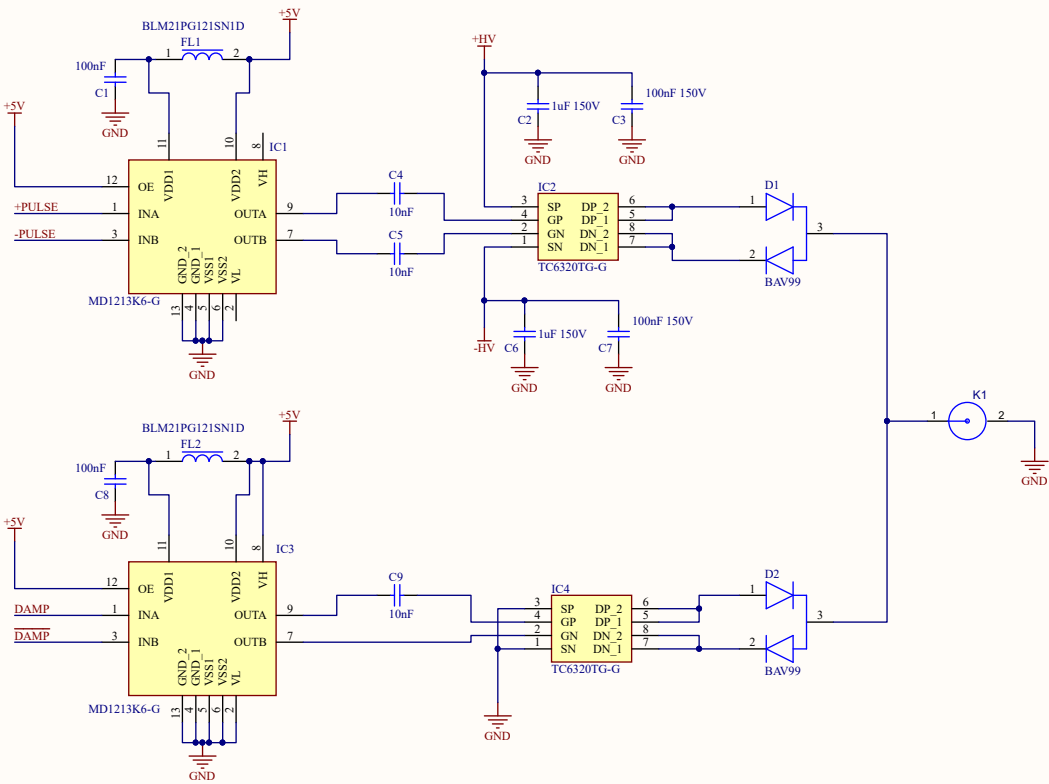 BLM21PG121SN1D
+5V
FL1
1 2
100nF
C1
GND
+5V
11 10 8
IC1
VDD1 VDD2 VH
12 OE
+PULSE 1 INA OUTA 9
-PULSE 3 INB OUTB 7
GND_2 GND_1 VSS1 VSS2 VL
MD1213K6-G
13 4 5 6 2
GND
C4
10nF
C5
10nF
+HV
1uF 150V
C2
GND
100nF 150V
C3
GND
IC2
3 SP DP_2 6
4 GP DP_1 5
2 GN DN_2 8
1 SN DN_1 7
TC6320TG-G
D1
1
3
2
BAV99
-HV
1uF 150V
C6
GND
100nF 150V
C7
GND
K1
1 2
GND
BLM21PG121SN1D
+5V
FL2
1 2
100nF
C8
GND
+5V
11 10 8
IC3
VDD1 VDD2 VH
12 OE
DAMP 1 INA OUTA 9
DAMP 3 INB OUTB 7
GND_2 GND_1 VSS1 VSS2 VL
MD1213K6-G
13 4 5 6 2
GND
C9
10nF
IC4
3 SP DP_2 6
4 GP DP_1 5
2 GN DN_2 8
1 SN DN_1 7
TC6320TG-G
GND
D2
1
3
2
BAV99